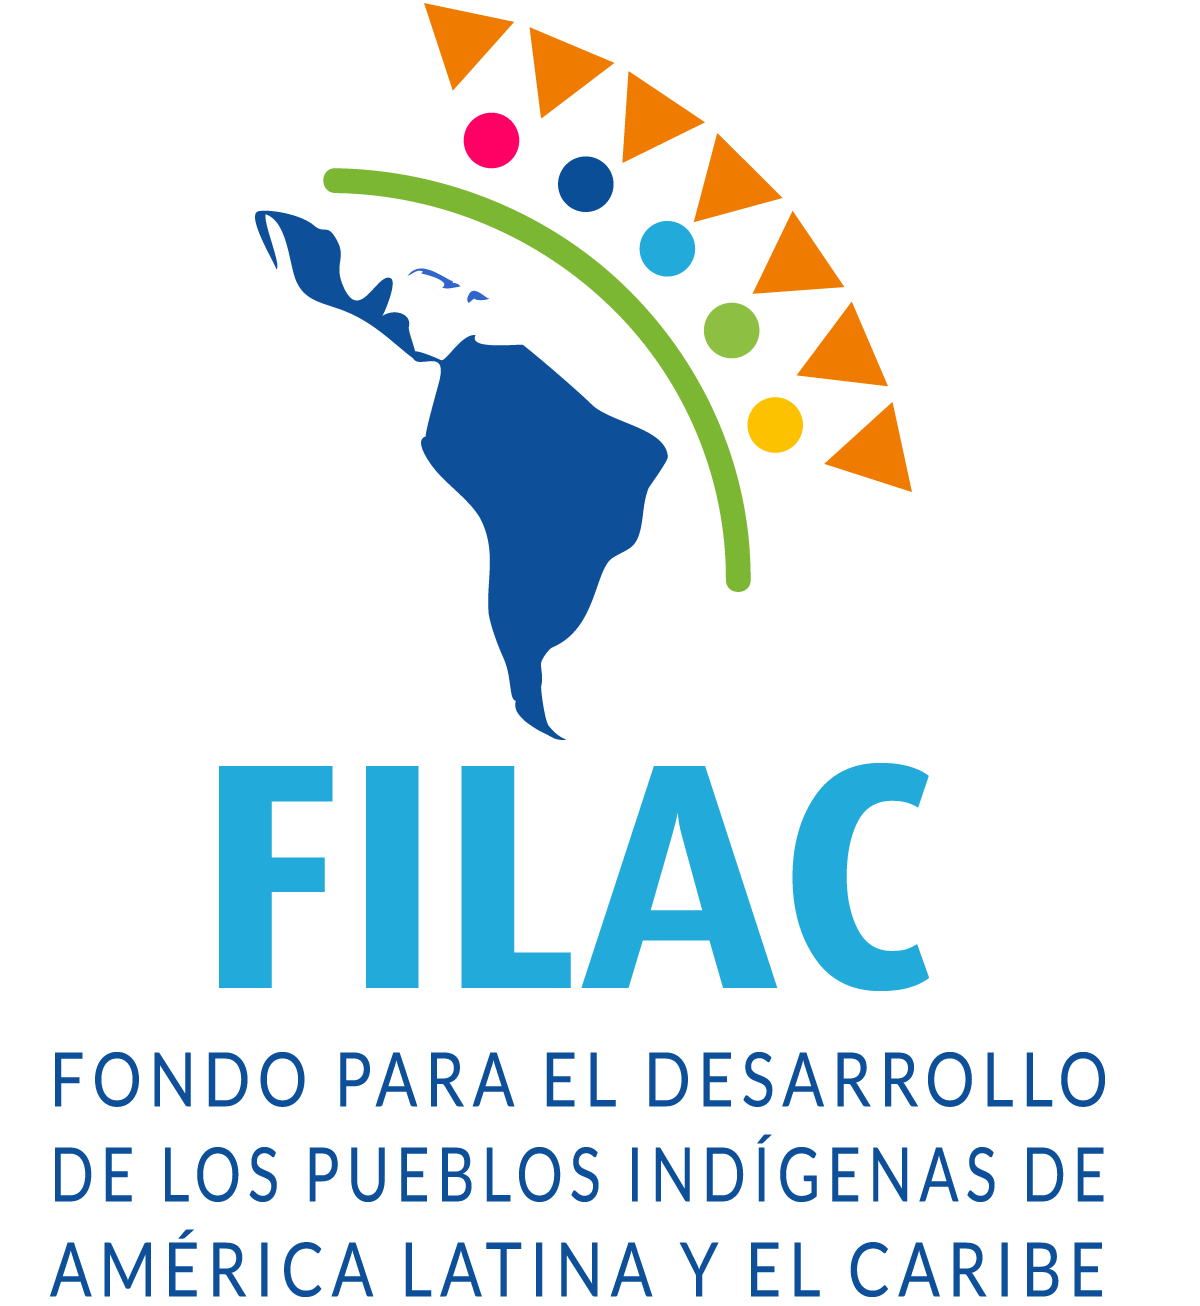 FILAC
FONDO PARA EL DESARROLLO
DE LOS PUEBLOS INDÍGENAS DE
AMÉRICA LATINA Y EL CARIBE